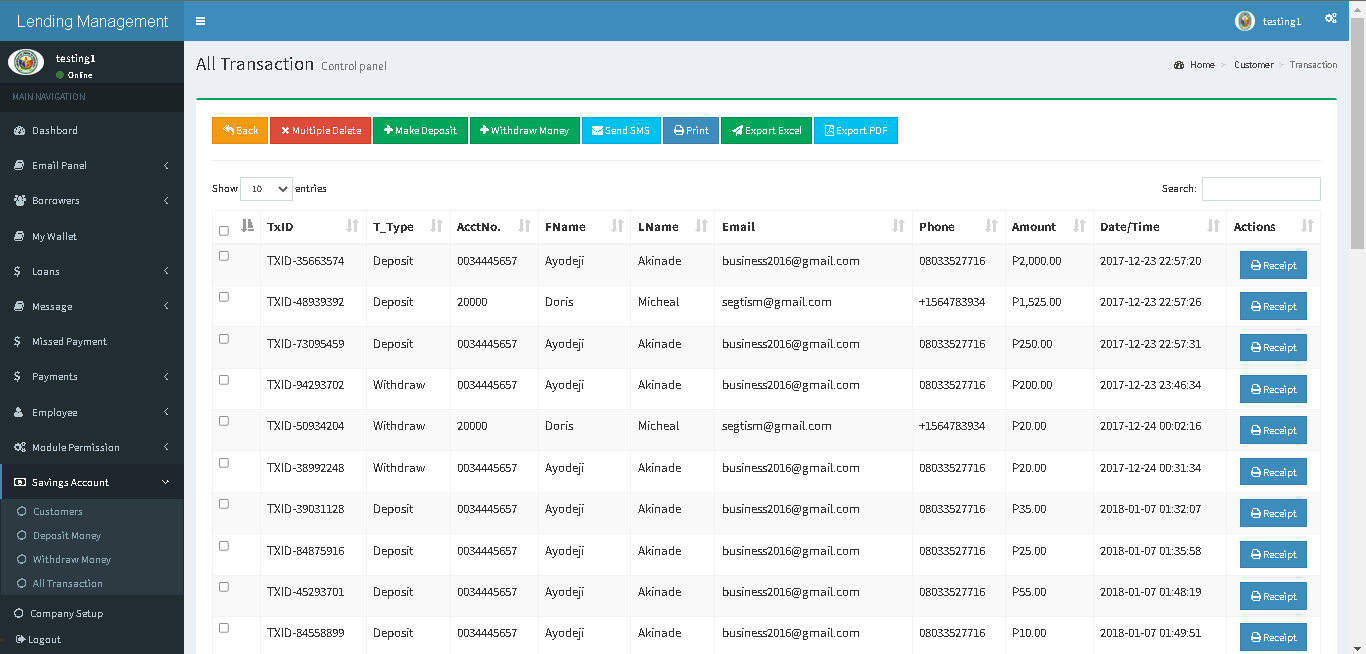 Lending Management
testing1
testing1
Online
MAIN NAVIGATION
Dashbord
Email Panel
Borrowers
My Wallet
Loans
Message
Missed Payment
Payments
Employee
Module Permission
Savings Account
Customers
Deposit Money
Withdraw Money
All Transaction
Company Setup
Logout
All Transaction Control panel
Home > Customer > Transaction
Back Multiple Delete Make Deposit Withdraw Money Send SMS Print Export Excel Export PDF
Show 10 entries Search:
TxID T_Type AcctNo. FName LName Email Phone Amount Date/Time Actions
TXID-35663574 Deposit 0034445657 Ayodeji Akinade business2016@gmail.com 08033527716 P2,000.00 2017-12-23 22:57:20 Receipt
TXID-48939392 Deposit 20000 Doris Micheal segtism@gmail.com +1564783934 P1,525.00 2017-12-23 22:57:26 Receipt
TXID-73095459 Deposit 0034445657 Ayodeji Akinade business2016@gmail.com 08033527716 P250.00 2017-12-23 22:57:31 Receipt
TXID-94293702 Withdraw 0034445657 Ayodeji Akinade business2016@gmail.com 08033527716 P200.00 2017-12-23 23:46:34 Receipt
TXID-50934204 Withdraw 20000 Doris Micheal segtism@gmail.com +1564783934 P20.00 2017-12-24 00:02:16 Receipt
TXID-38992248 Withdraw 0034445657 Ayodeji Akinade business2016@gmail.com 08033527716 P20.00 2017-12-24 00:31:34 Receipt
TXID-39031128 Deposit 0034445657 Ayodeji Akinade business2016@gmail.com 08033527716 P35.00 2018-01-07 01:32:07 Receipt
TXID-84875916 Deposit 0034445657 Ayodeji Akinade business2016@gmail.com 08033527716 P25.00 2018-01-07 01:35:58 Receipt
TXID-45293701 Deposit 0034445657 Ayodeji Akinade business2016@gmail.com 08033527716 P55.00 2018-01-07 01:48:19 Receipt
TXID-84558899 Deposit 0034445657 Ayodeji Akinade business2016@gmail.com 08033527716 P10.00 2018-01-07 01:49:51 Receipt